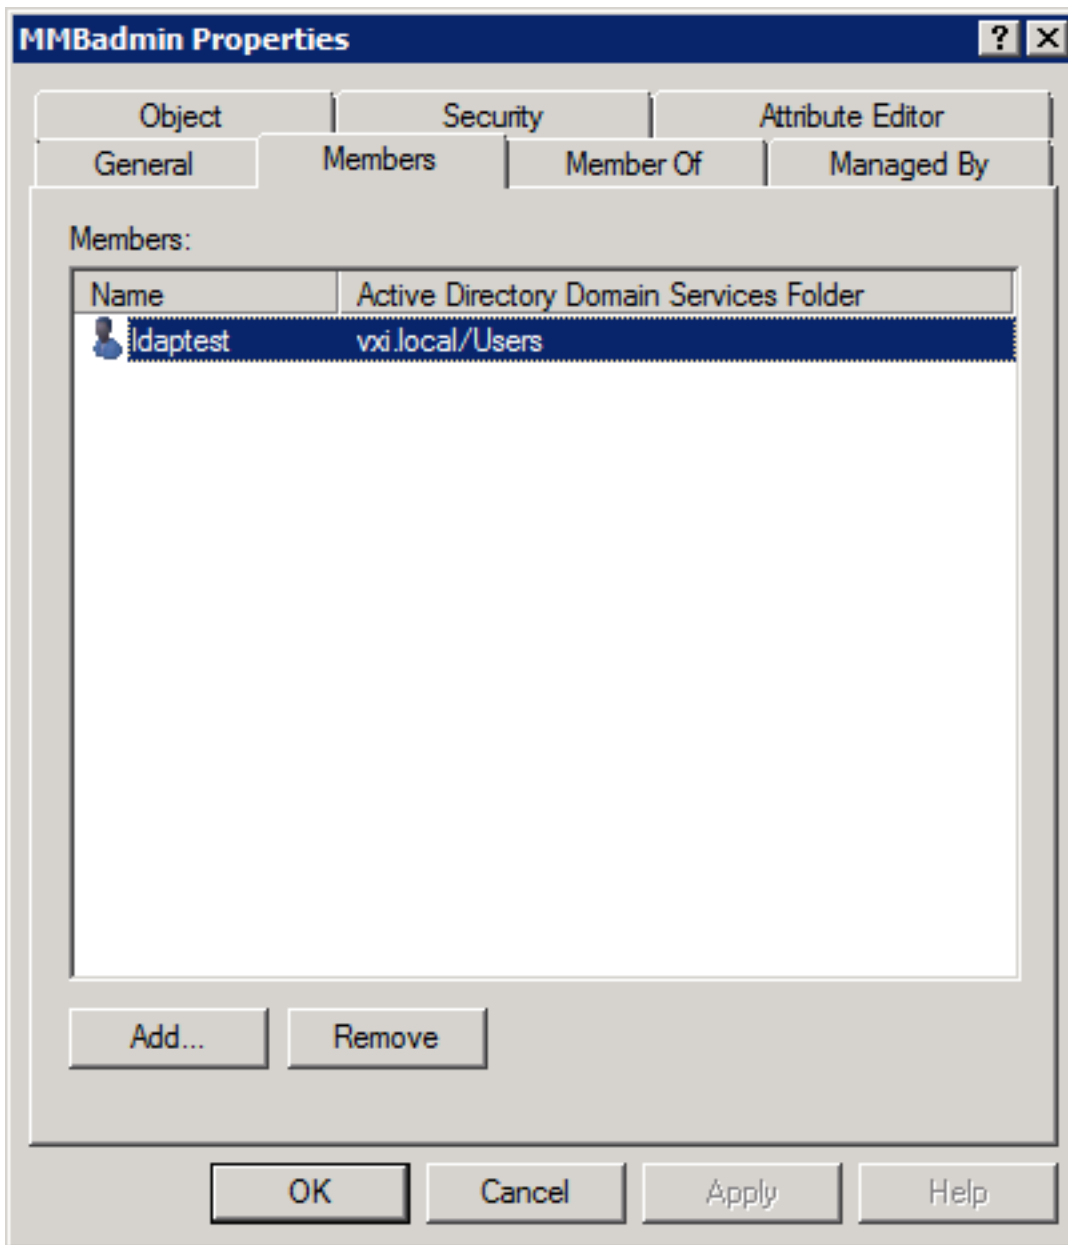 MMBadmin Properties
Object Security Attribute Editor
General Members Member Of Managed By
Members:
Name Active Directory Domain Services Folder
ldaptest vxi.local/Users
Add... Remove
OK Cancel Apply Help